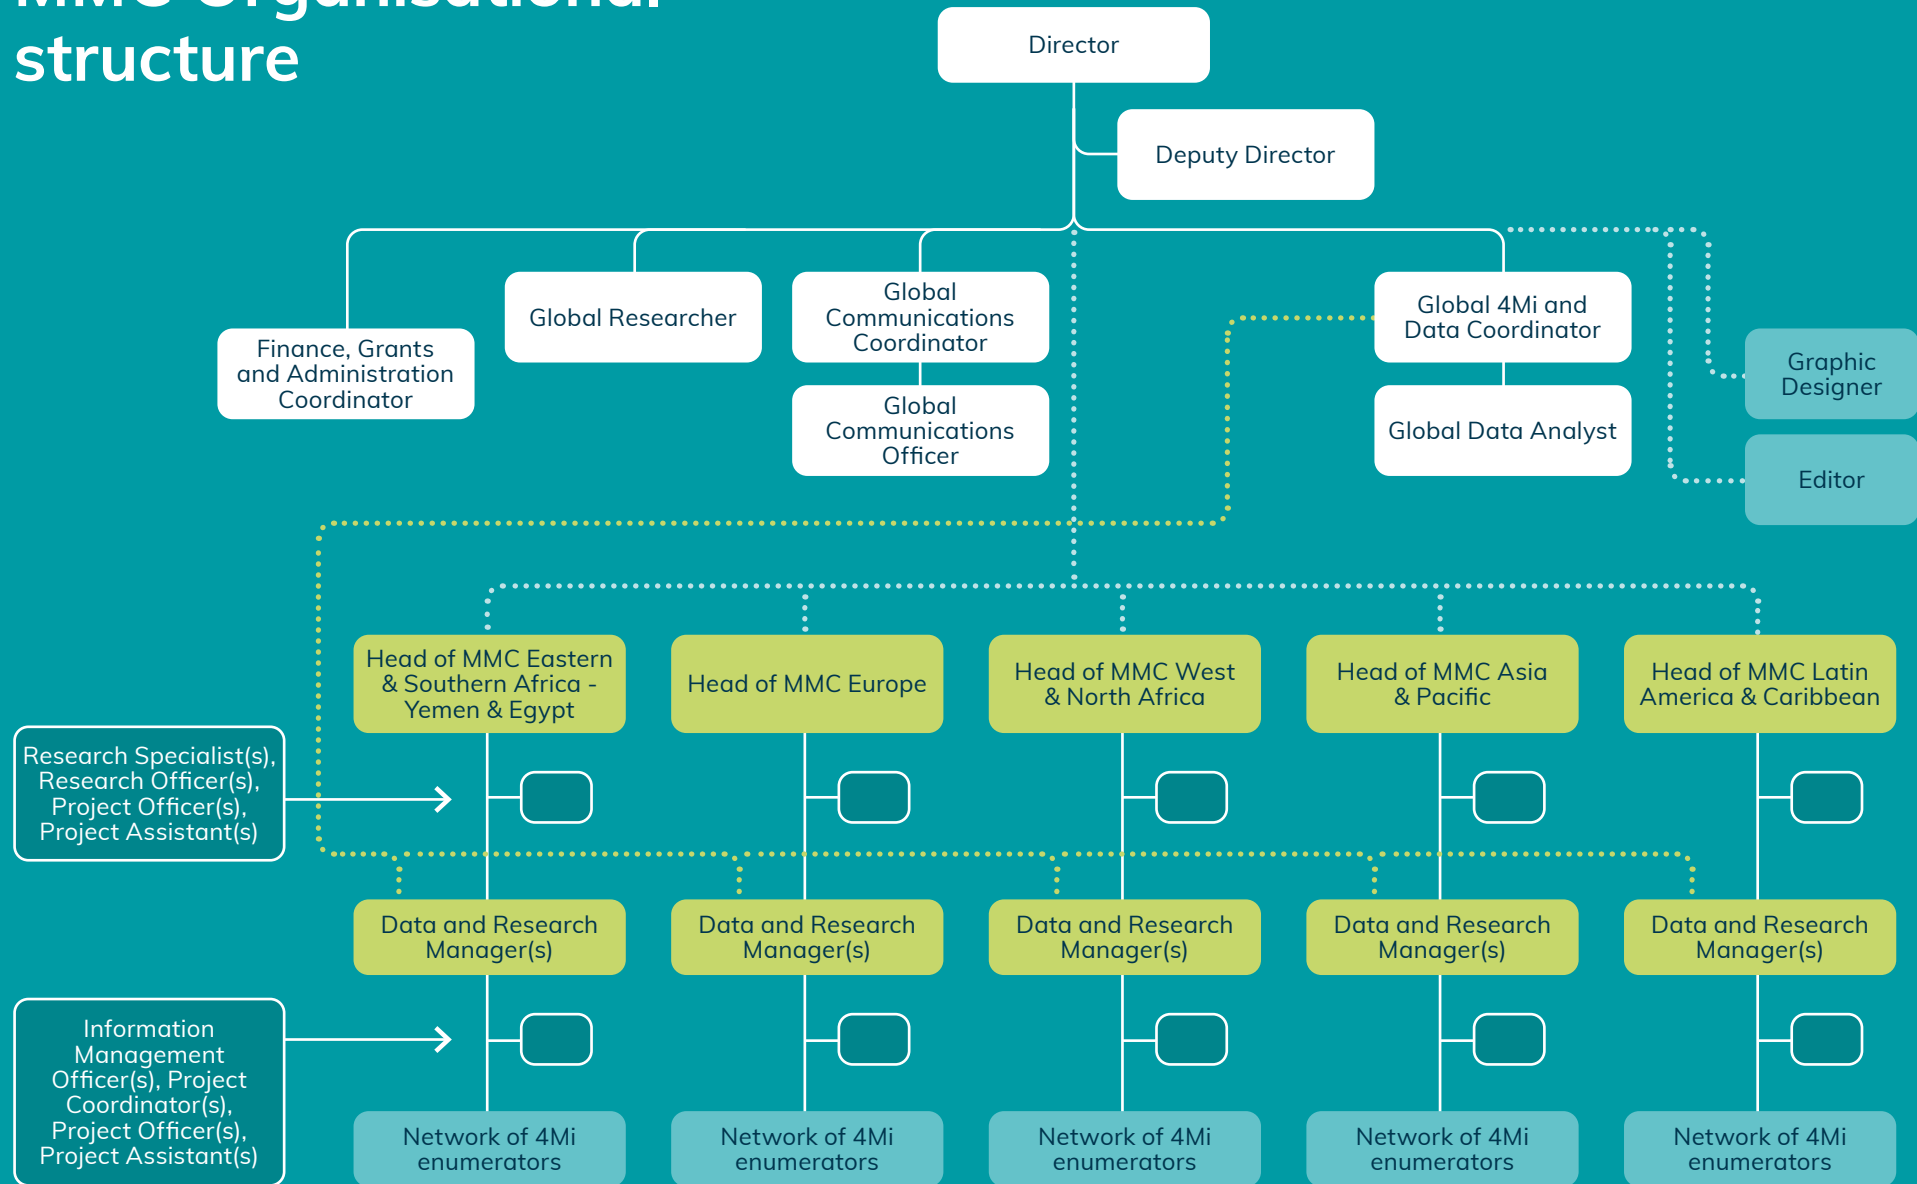 MMC Organisational
structure
Director
Deputy Director
Global Researcher
Global
Communications
Coordinator
Global 4Mi and
Data Coordinator
Finance, Grants
and Administration
Coordinator
Graphic
Designer
Global
Communications
Officer
Global Data Analyst
Editor
Head of MMC Eastern
& Southern Africa -
Yemen & Egypt
Head of MMC Europe
Head of MMC West
& North Africa
Head of MMC Asia
& Pacific
Head of MMC Latin
America & Caribbean
Research Specialist(s),
Research Officer(s),
Project Officer(s),
Project Assistant(s)
Data and Research
Manager(s)
Data and Research
Manager(s)
Data and Research
Manager(s)
Data and Research
Manager(s)
Data and Research
Manager(s)
Information
Management
Officer(s), Project
Coordinator(s),
Project Officer(s),
Project Assistant(s)
Network of 4Mi
enumerators
Network of 4Mi
enumerators
Network of 4Mi
enumerators
Network of 4Mi
enumerators
Network of 4Mi
enumerators